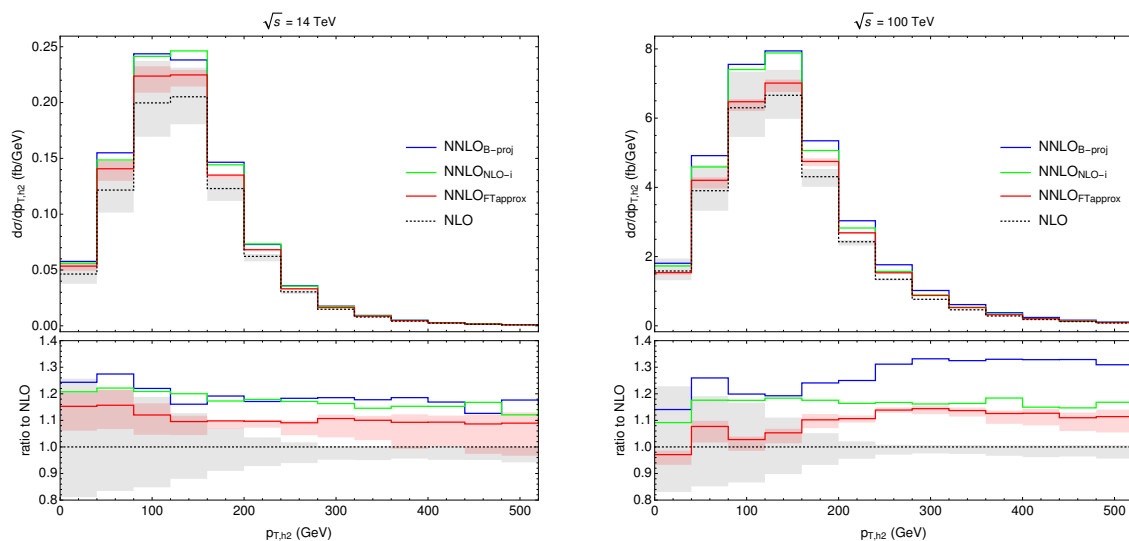 √s = 14 TeV
0.25
0.20
0.15
0.10
0.05
0.00
dσ/dp_T,h2 (fb/GeV)
NNLO_B-proj
NNLO_NLO-i
NNLO_FTapprox
NLO
1.4
1.3
1.2
1.1
1.0
0.9
0.8
ratio to NLO
0 100 200 300 400 500
p_T,h2 (GeV)
√s = 100 TeV
8
6
4
2
0
dσ/dp_T,h2 (fb/GeV)
NNLO_B-proj
NNLO_NLO-i
NNLO_FTapprox
NLO
1.4
1.3
1.2
1.1
1.0
0.9
0.8
ratio to NLO
0 100 200 300 400 500
p_T,h2 (GeV)